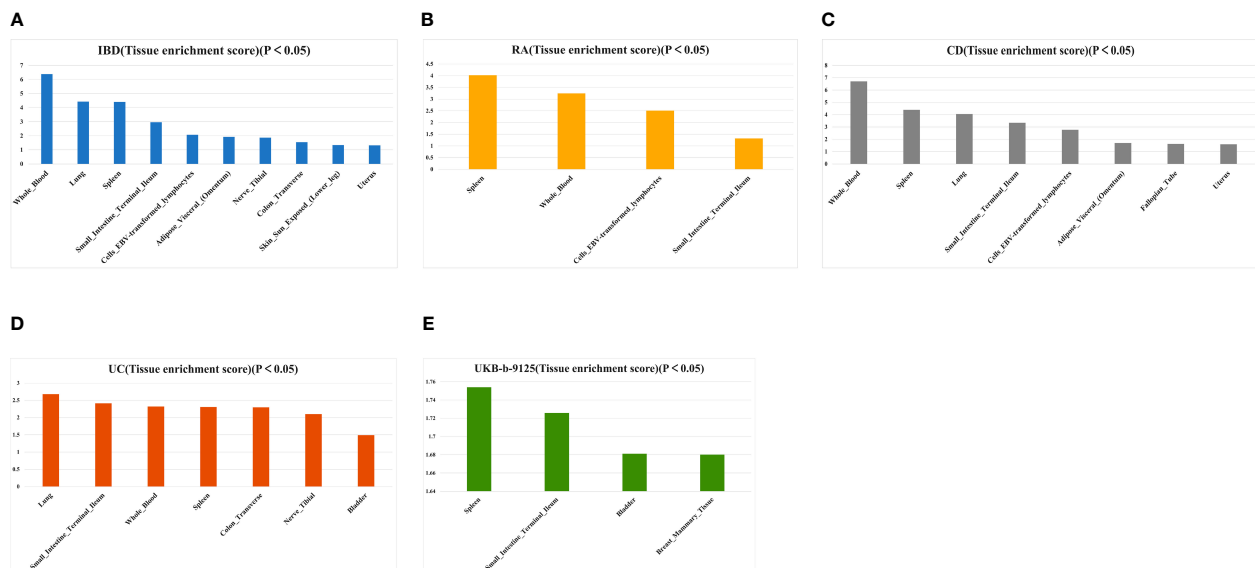 A
IBD(Tissue enrichment score)(P < 0.05)
7
6
5
4
3
2
1
0
Whole_Blood
Lang
Spleen
Small_Intestine_Terminal_Ileum
Cells_EBV-transformed_lymphocytes
Adipose_Visceral_(Omentum)
Nerve_Tibial
Colon_Transverse
Skin_Sun_Exposed_(Lower_leg)
Uterus
B
RA(Tissue enrichment score)(P < 0.05)
4.5
4
3.5
3
2.5
2
1.5
1
0.5
0
Spleen
Whole_Blood
Cells_EBV-transformed_lymphocytes
Small_Intestine_Terminal_Ileum
C
CD(Tissue enrichment score)(P < 0.05)
8
7
6
5
4
3
2
1
0
Whole_Blood
Spleen
Lang
Small_Intestine_Terminal_Ileum
Cells_EBV-transformed_lymphocytes
Adipose_Visceral_(Omentum)
Fallopian_Tube
Uterus
D
UC(Tissue enrichment score)(P < 0.05)
3
2.5
2
1.5
1
0.5
0
Lang
Small_Intestine_Terminal_Ileum
Whole_Blood
Spleen
Colon_Transverse
Nerve_Tibial
Bladder
E
UKB-b-9125(Tissue enrichment score)(P < 0.05)
1.76
1.74
1.72
1.7
1.68
1.66
1.64
Spleen
Small_Intestine_Terminal_Ileum
Bladder
Breast_Mammary_Tissue